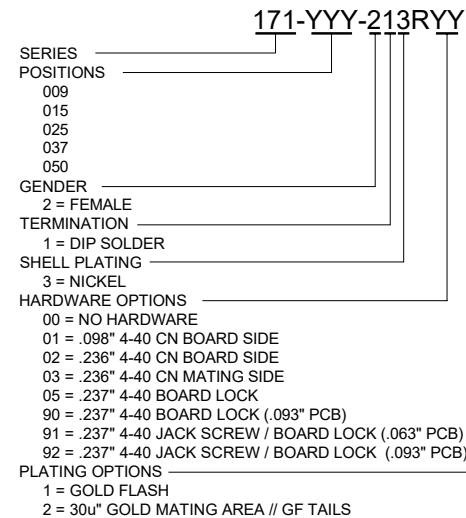 171-YYY-213RYY
SERIES
POSITIONS
009
015
025
037
050
GENDER
2 = FEMALE
TERMINATION
1 = DIP SOLDER
SHELL PLATING
3 = NICKEL
HARDWARE OPTIONS
00 = NO HARDWARE
01 = .098" 4-40 CN BOARD SIDE
02 = .236" 4-40 CN BOARD SIDE
03 = .236" 4-40 CN MATING SIDE
05 = .237" 4-40 BOARD LOCK
90 = .237" 4-40 BOARD LOCK (.093" PCB)
91 = .237" 4-40 JACK SCREW / BOARD LOCK (.063" PCB)
92 = .237" 4-40 JACK SCREW / BOARD LOCK (.093" PCB)
PLATING OPTIONS
1 = GOLD FLASH
2 = 30u" GOLD MATING AREA // GF TAILS